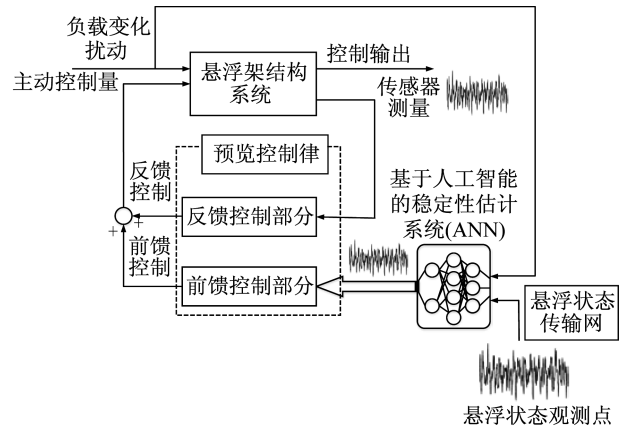 负载变化
扰动
主动控制量
悬浮架结构
系统
控制输出
传感器
测量
预览控制律
反馈
控制
反馈控制部分
+
+
前馈
控制
前馈控制部分
基于人工智能
的稳定性估计
系统(ANN)
悬浮状态
传输网
悬浮状态观测点